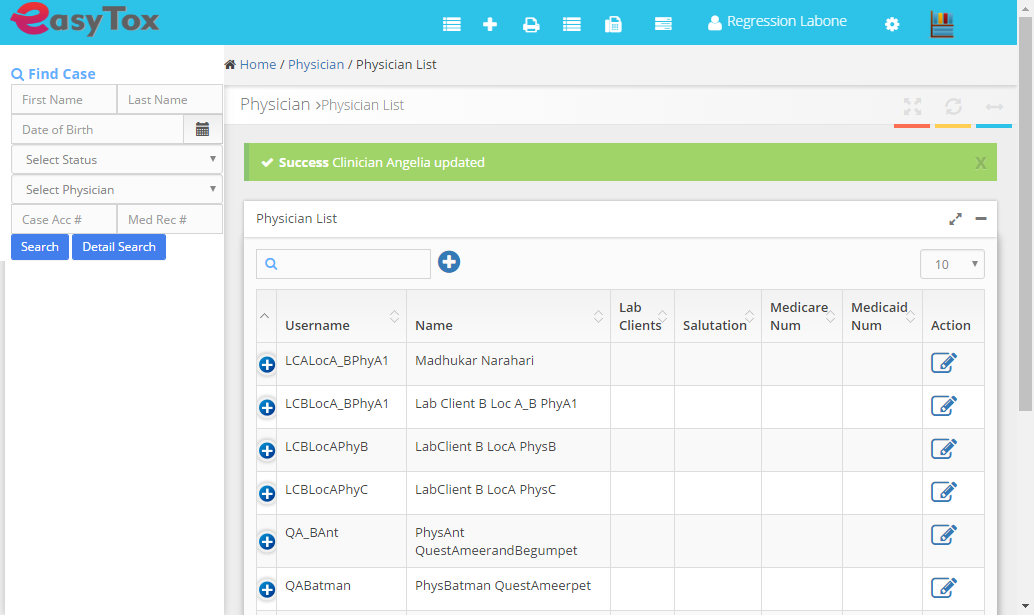 easyTox
Regression Labone
Find Case
First Name
Last Name
Date of Birth
Select Status
Select Physician
Case Acc #
Med Rec #
Search
Detail Search
Home / Physician / Physician List
Physician >Physician List
Success Clinician Angelia updated
X
Physician List
10
Username
Name
Lab Clients
Salutation
Medicare Num
Medicaid Num
Action
LCALocA_BPhyA1
Madhukar Narahari
LCBLocA_BPhyA1
Lab Client B Loc A_B PhyA1
LCBLocAPhyB
LabClient B LocA PhysB
LCBLocAPhyC
LabClient B LocA PhysC
QA_BAnt
PhysAnt
QuestAmeerandBegumpet
QABatman
PhysBatman QuestAmeerpet